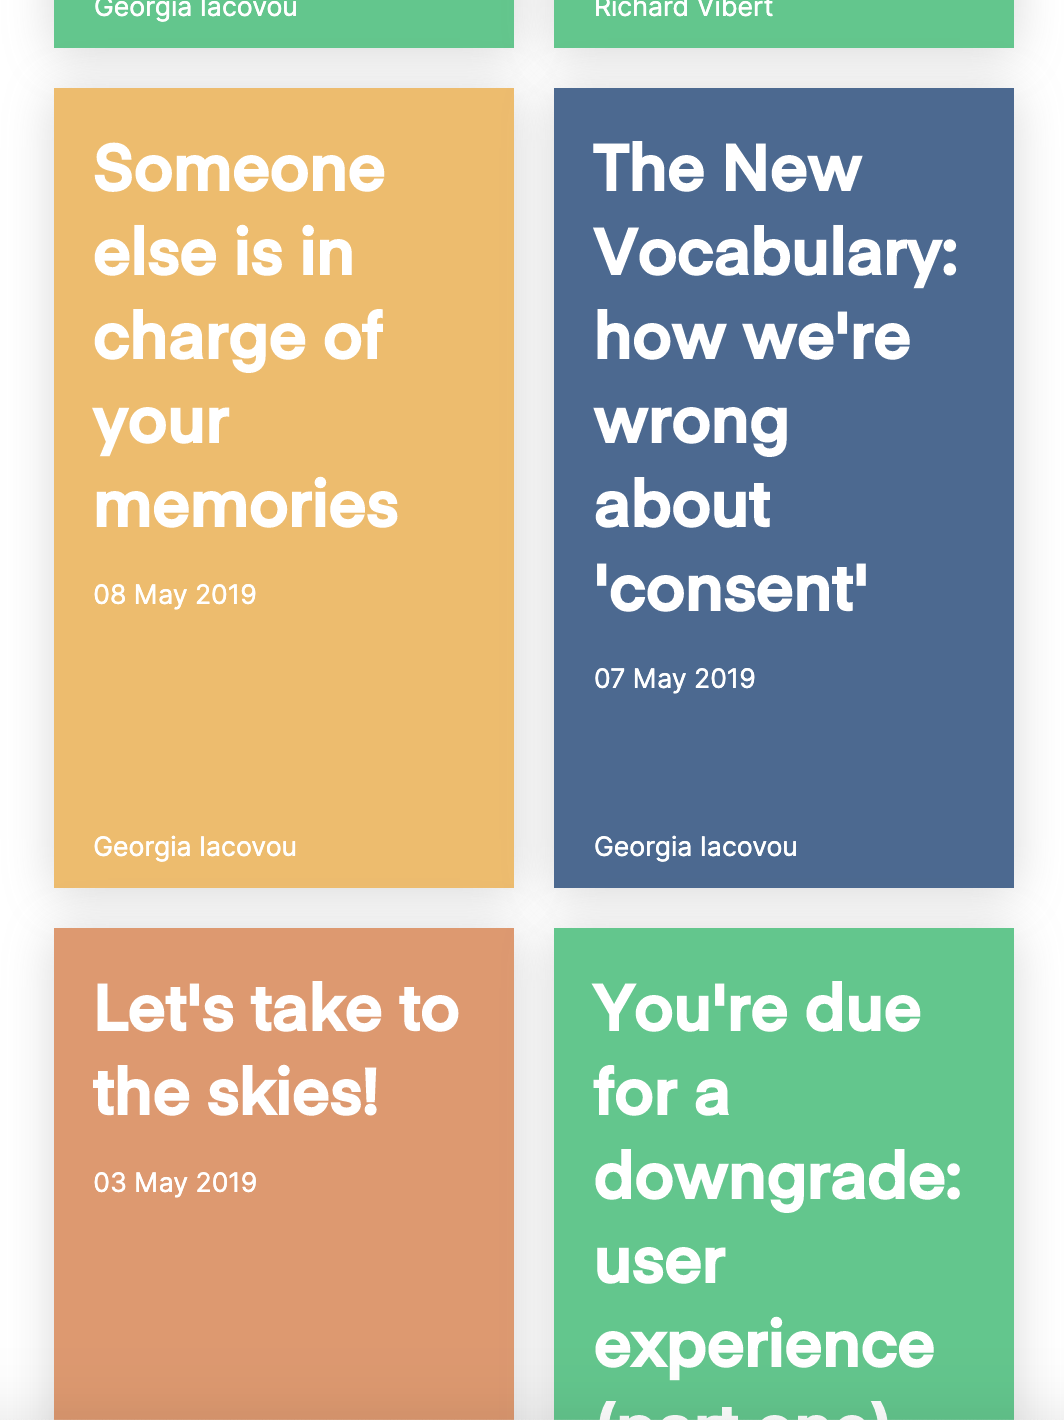 Georgia Iacovou
Richard Vibert
Someone
else is in
charge of
your
memories
08 May 2019
Georgia Iacovou
The New
Vocabulary:
how we're
wrong
about
'consent'
07 May 2019
Georgia Iacovou
Let's take to
the skies!
03 May 2019
You're due
for a
downgrade:
user
experience
(part one)